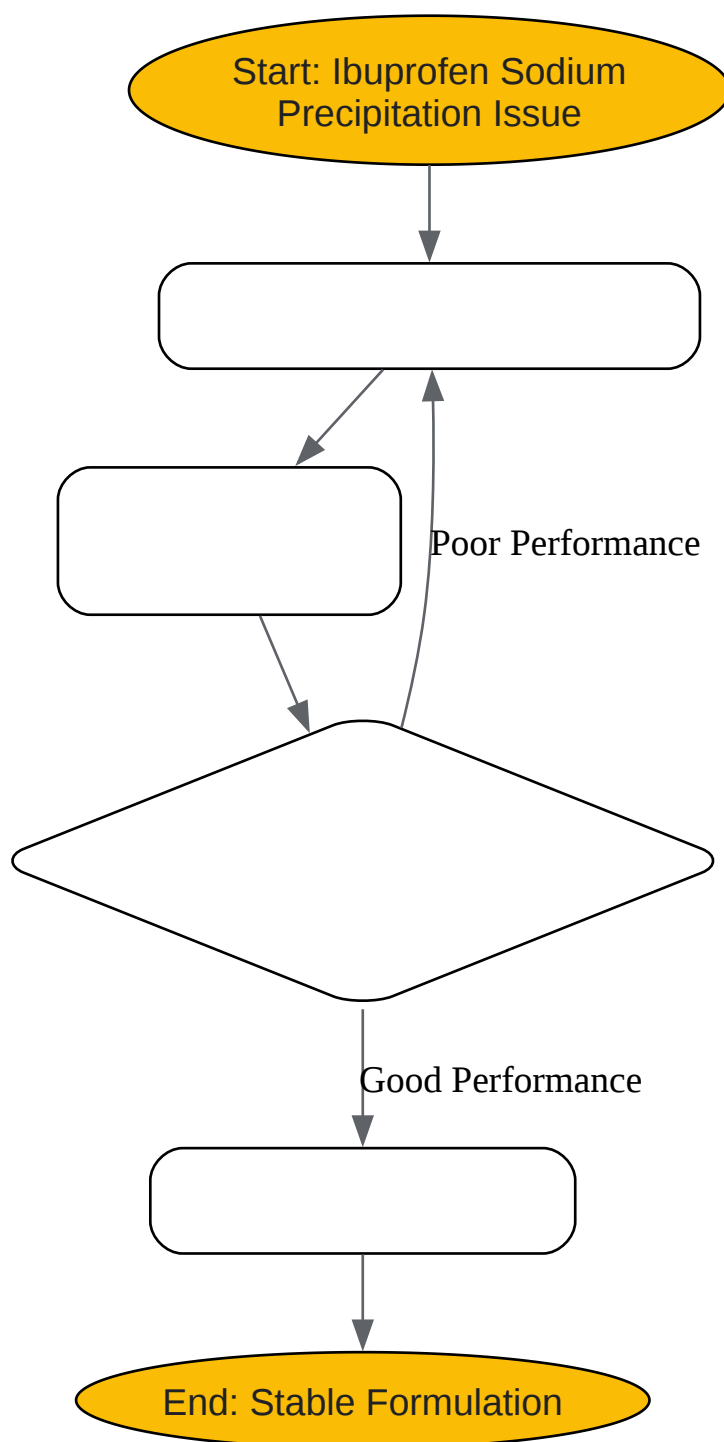 Start: Ibuprofen Sodium
Precipitation Issue
Poor Performance
Good Performance
End: Stable Formulation